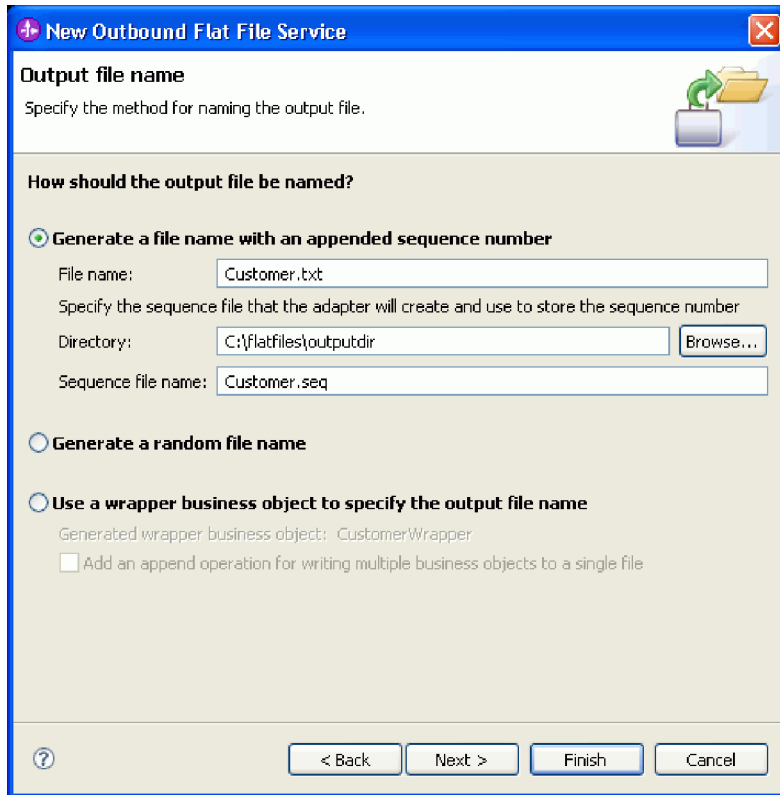 New Outbound Flat File Service
Output file name
Specify the method for naming the output file.
How should the output file be named?
Generate a file name with an appended sequence number
File name: Customer.txt
Specify the sequence file that the adapter will create and use to store the sequence number
Directory: C:\flatfiles\outputdir Browse...
Sequence file name: Customer.seq
Generate a random file name
Use a wrapper business object to specify the output file name
Generated wrapper business object: CustomerWrapper
Add an append operation for writing multiple business objects to a single file
? < Back Next > Finish Cancel